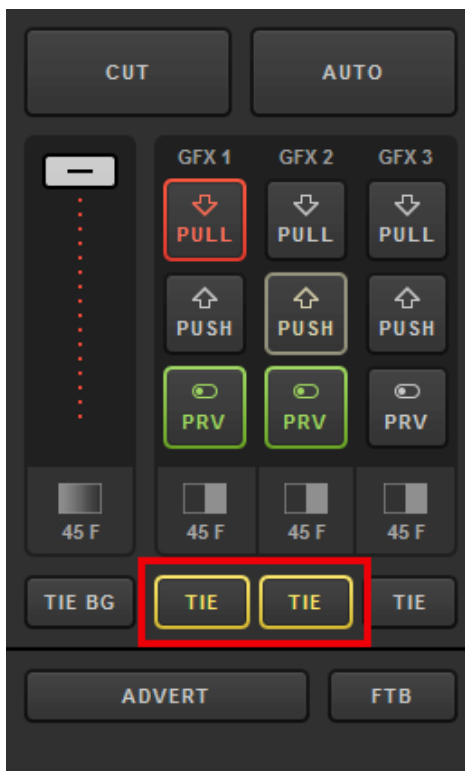 CUT AUTO
GFX 1 GFX 2 GFX 3
PULL PULL PULL
PUSH PUSH PUSH
PRV PRV PRV
45 F 45 F 45 F 45 F
TIE BG TIE TIE TIE
ADVERT FTB